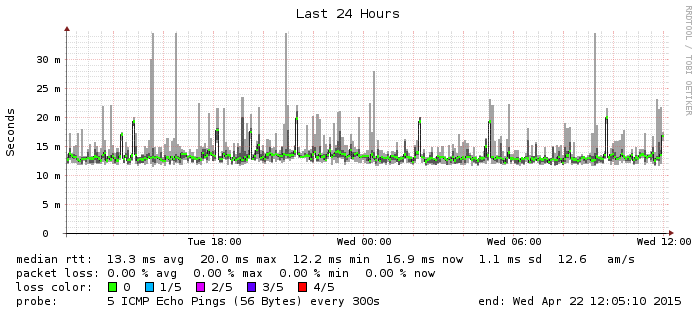 Last 24 Hours
RRDTOOL / TOBI OETIKER
Seconds
30 m
25 m
20 m
15 m
10 m
5 m
0
Tue 18:00 Wed 00:00 Wed 06:00 Wed 12:00
median rtt: 13.3 ms avg 20.0 ms max 12.2 ms min 16.9 ms now 1.1 ms sd 12.6 am/s
packet loss: 0.00 % avg 0.00 % max 0.00 % min 0.00 % now
loss color: 0 1/5 2/5 3/5 4/5
probe: 5 ICMP Echo Pings (56 Bytes) every 300s end: Wed Apr 22 12:05:10 2015